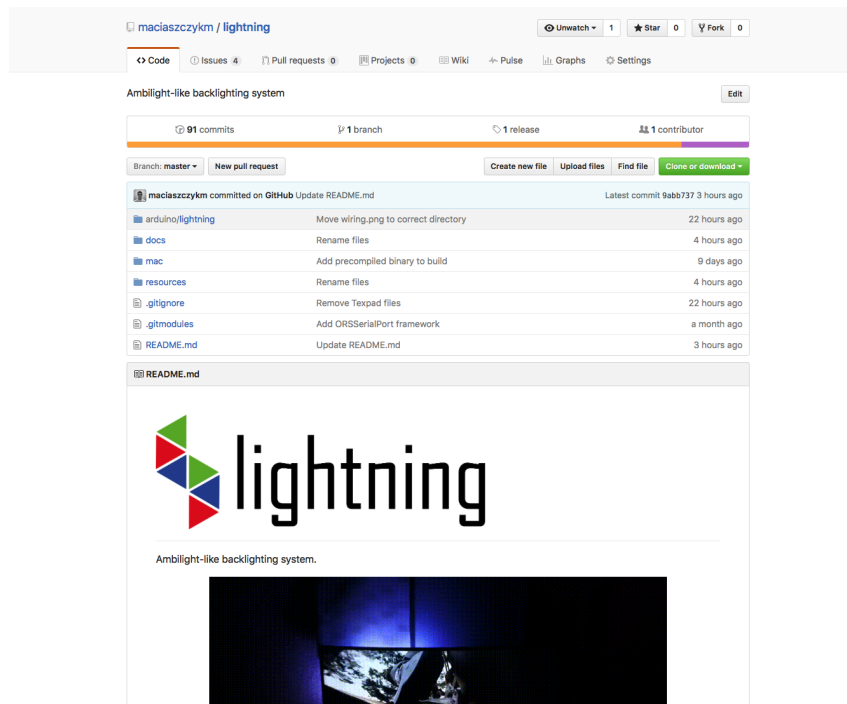 maciaszczykm / lightning
Unwatch 1 Star 0 Fork 0
Code Issues 4 Pull requests 0 Projects 0 Wiki Pulse Graphs Settings
Ambilight-like backlighting system Edit
91 commits 1 branch 1 release 1 contributor
Branch: master New pull request Create new file Upload files Find file Clone or download
maciaszczykm committed on GitHub Update README.md Latest commit 9abb737 3 hours ago
arduino/lightning Move wiring.png to correct directory 22 hours ago
docs Rename files 4 hours ago
mac Add precompiled binary to build 9 days ago
resources Rename files 4 hours ago
.gitignore Remove Texpad files 22 hours ago
.gitmodules Add ORSSerialPort framework a month ago
README.md Update README.md 3 hours ago
README.md
lightning
Ambilight-like backlighting system.